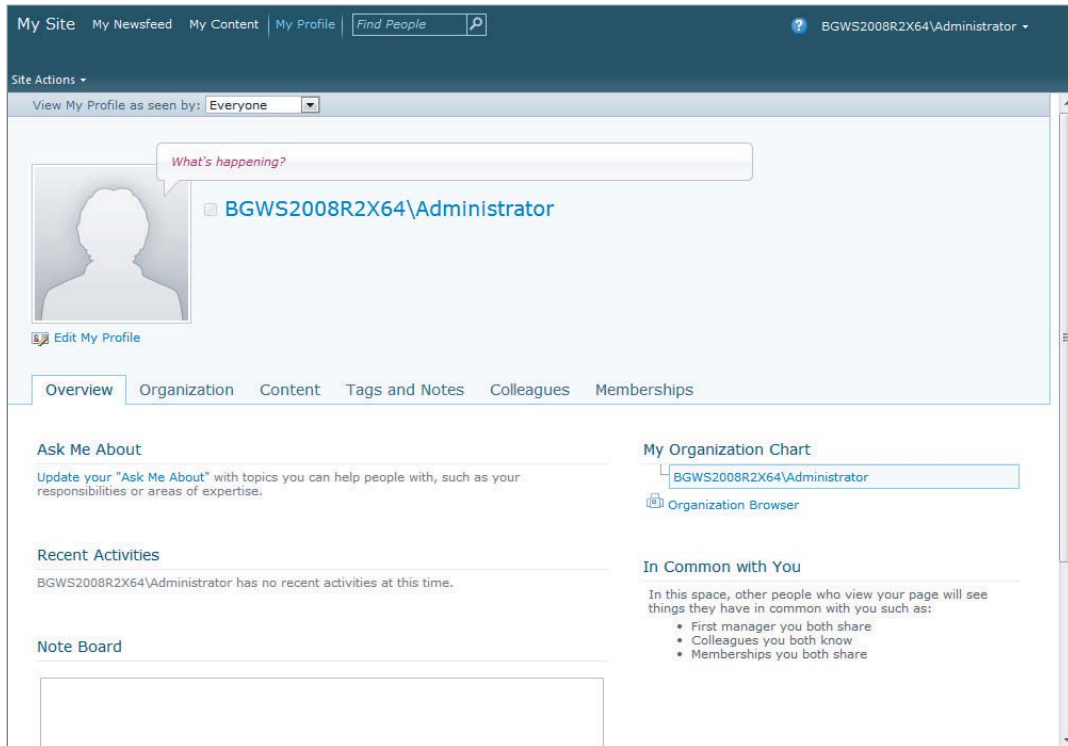 My Site My Newsfeed My Content My Profile Find People BGWS2008R2X64\Administrator
Site Actions
View My Profile as seen by: Everyone
What's happening?
BGWS2008R2X64\Administrator
Edit My Profile
Overview Organization Content Tags and Notes Colleagues Memberships
Ask Me About
Update your "Ask Me About" with topics you can help people with, such as your
responsibilities or areas of expertise.
Recent Activities
BGWS2008R2X64\Administrator has no recent activities at this time.
Note Board
My Organization Chart
BGWS2008R2X64\Administrator
Organization Browser
In Common with You
In this space, other people who view your page will see
things they have in common with you such as:
• First manager you both share
• Colleagues you both know
• Memberships you both share